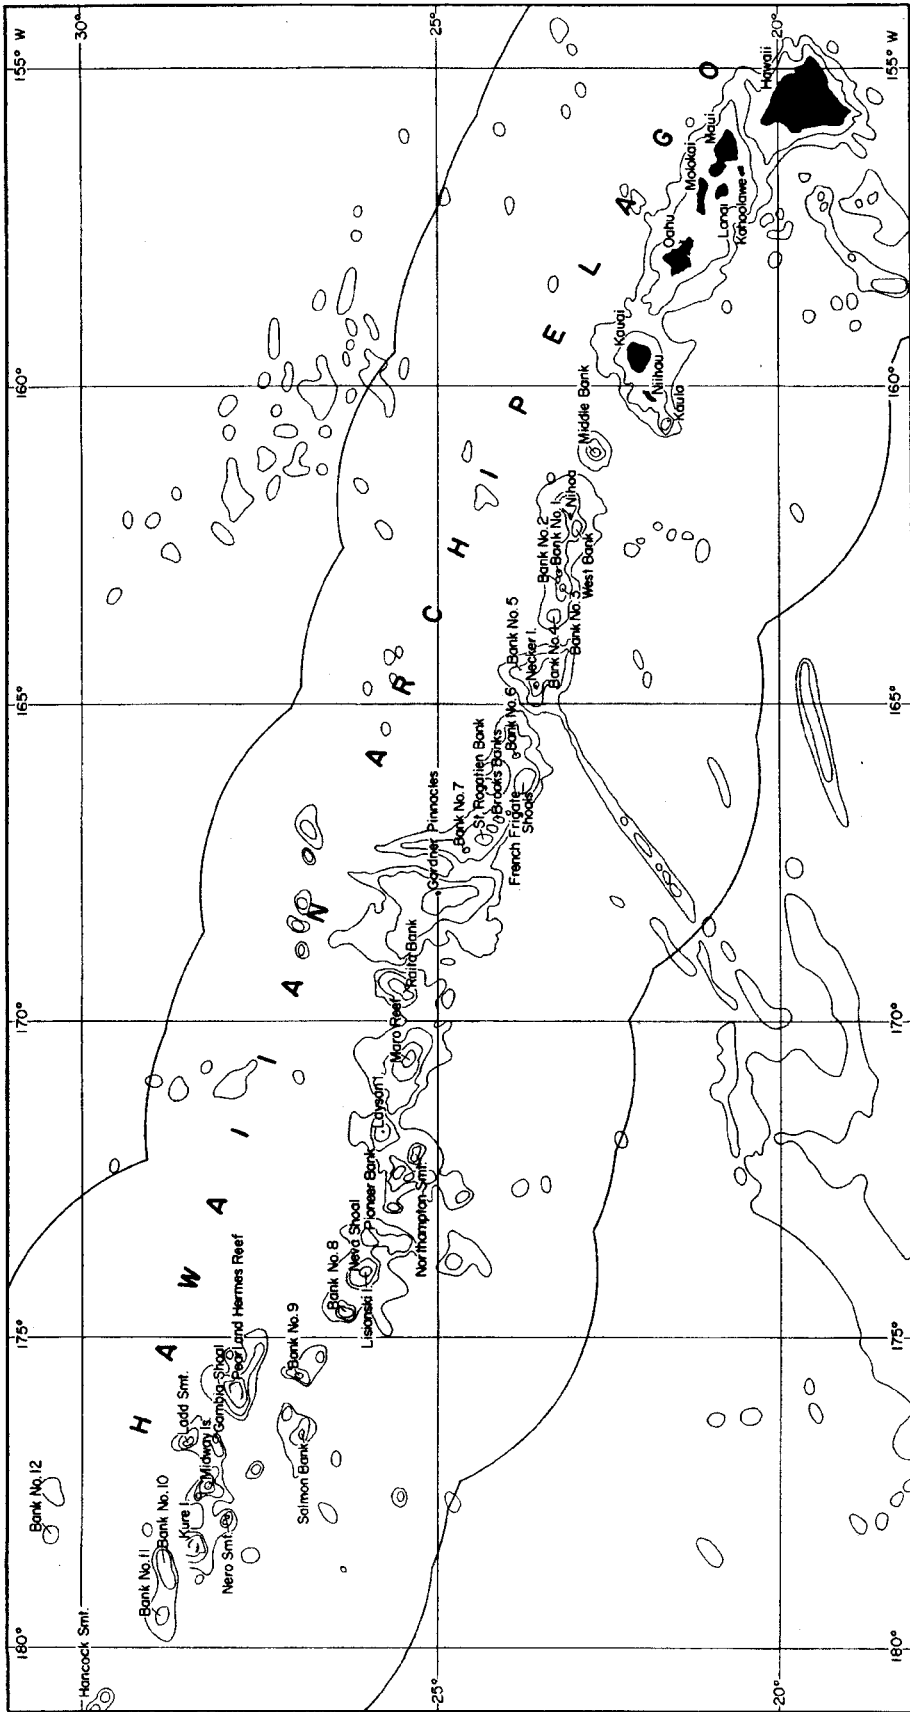 30°
25°
20°
155°
155° W
160°
160°
165°
165°
170°
170°
175°
175°
180°
180°
-25°
-20°
HAWAIIAN ARCHIPELAGO
Hancock Smt.
Bank No. 12
Bank No. 11
Bank No. 10
Kure I.
Nero Smt.
Midway Is.
Ladd Smt.
Gambia Shoal
Pearl and Hermes Reef
Salmon Bank
Bank No. 9
Bank No. 8
Lisianski I.
Neva Shoal
Pioneer Bank
Northampton Smt.
Laysan I.
Maro Reef
Raita Bank
Gardner Pinnacles
Bank No. 7
St. Rogatien Bank
Brooks Banks
French Frigate
Shoals
Bank No. 6
Bank No. 5
Necker I.
Bank No. 4
Bank No. 3
Bank No. 2
Bank No. 1
West Bank
Nihoa
Middle Bank
Kauai
Niihau
Kaula
Oahu
Molokai
Maui
Lanai
Kahoolawe
Hawaii